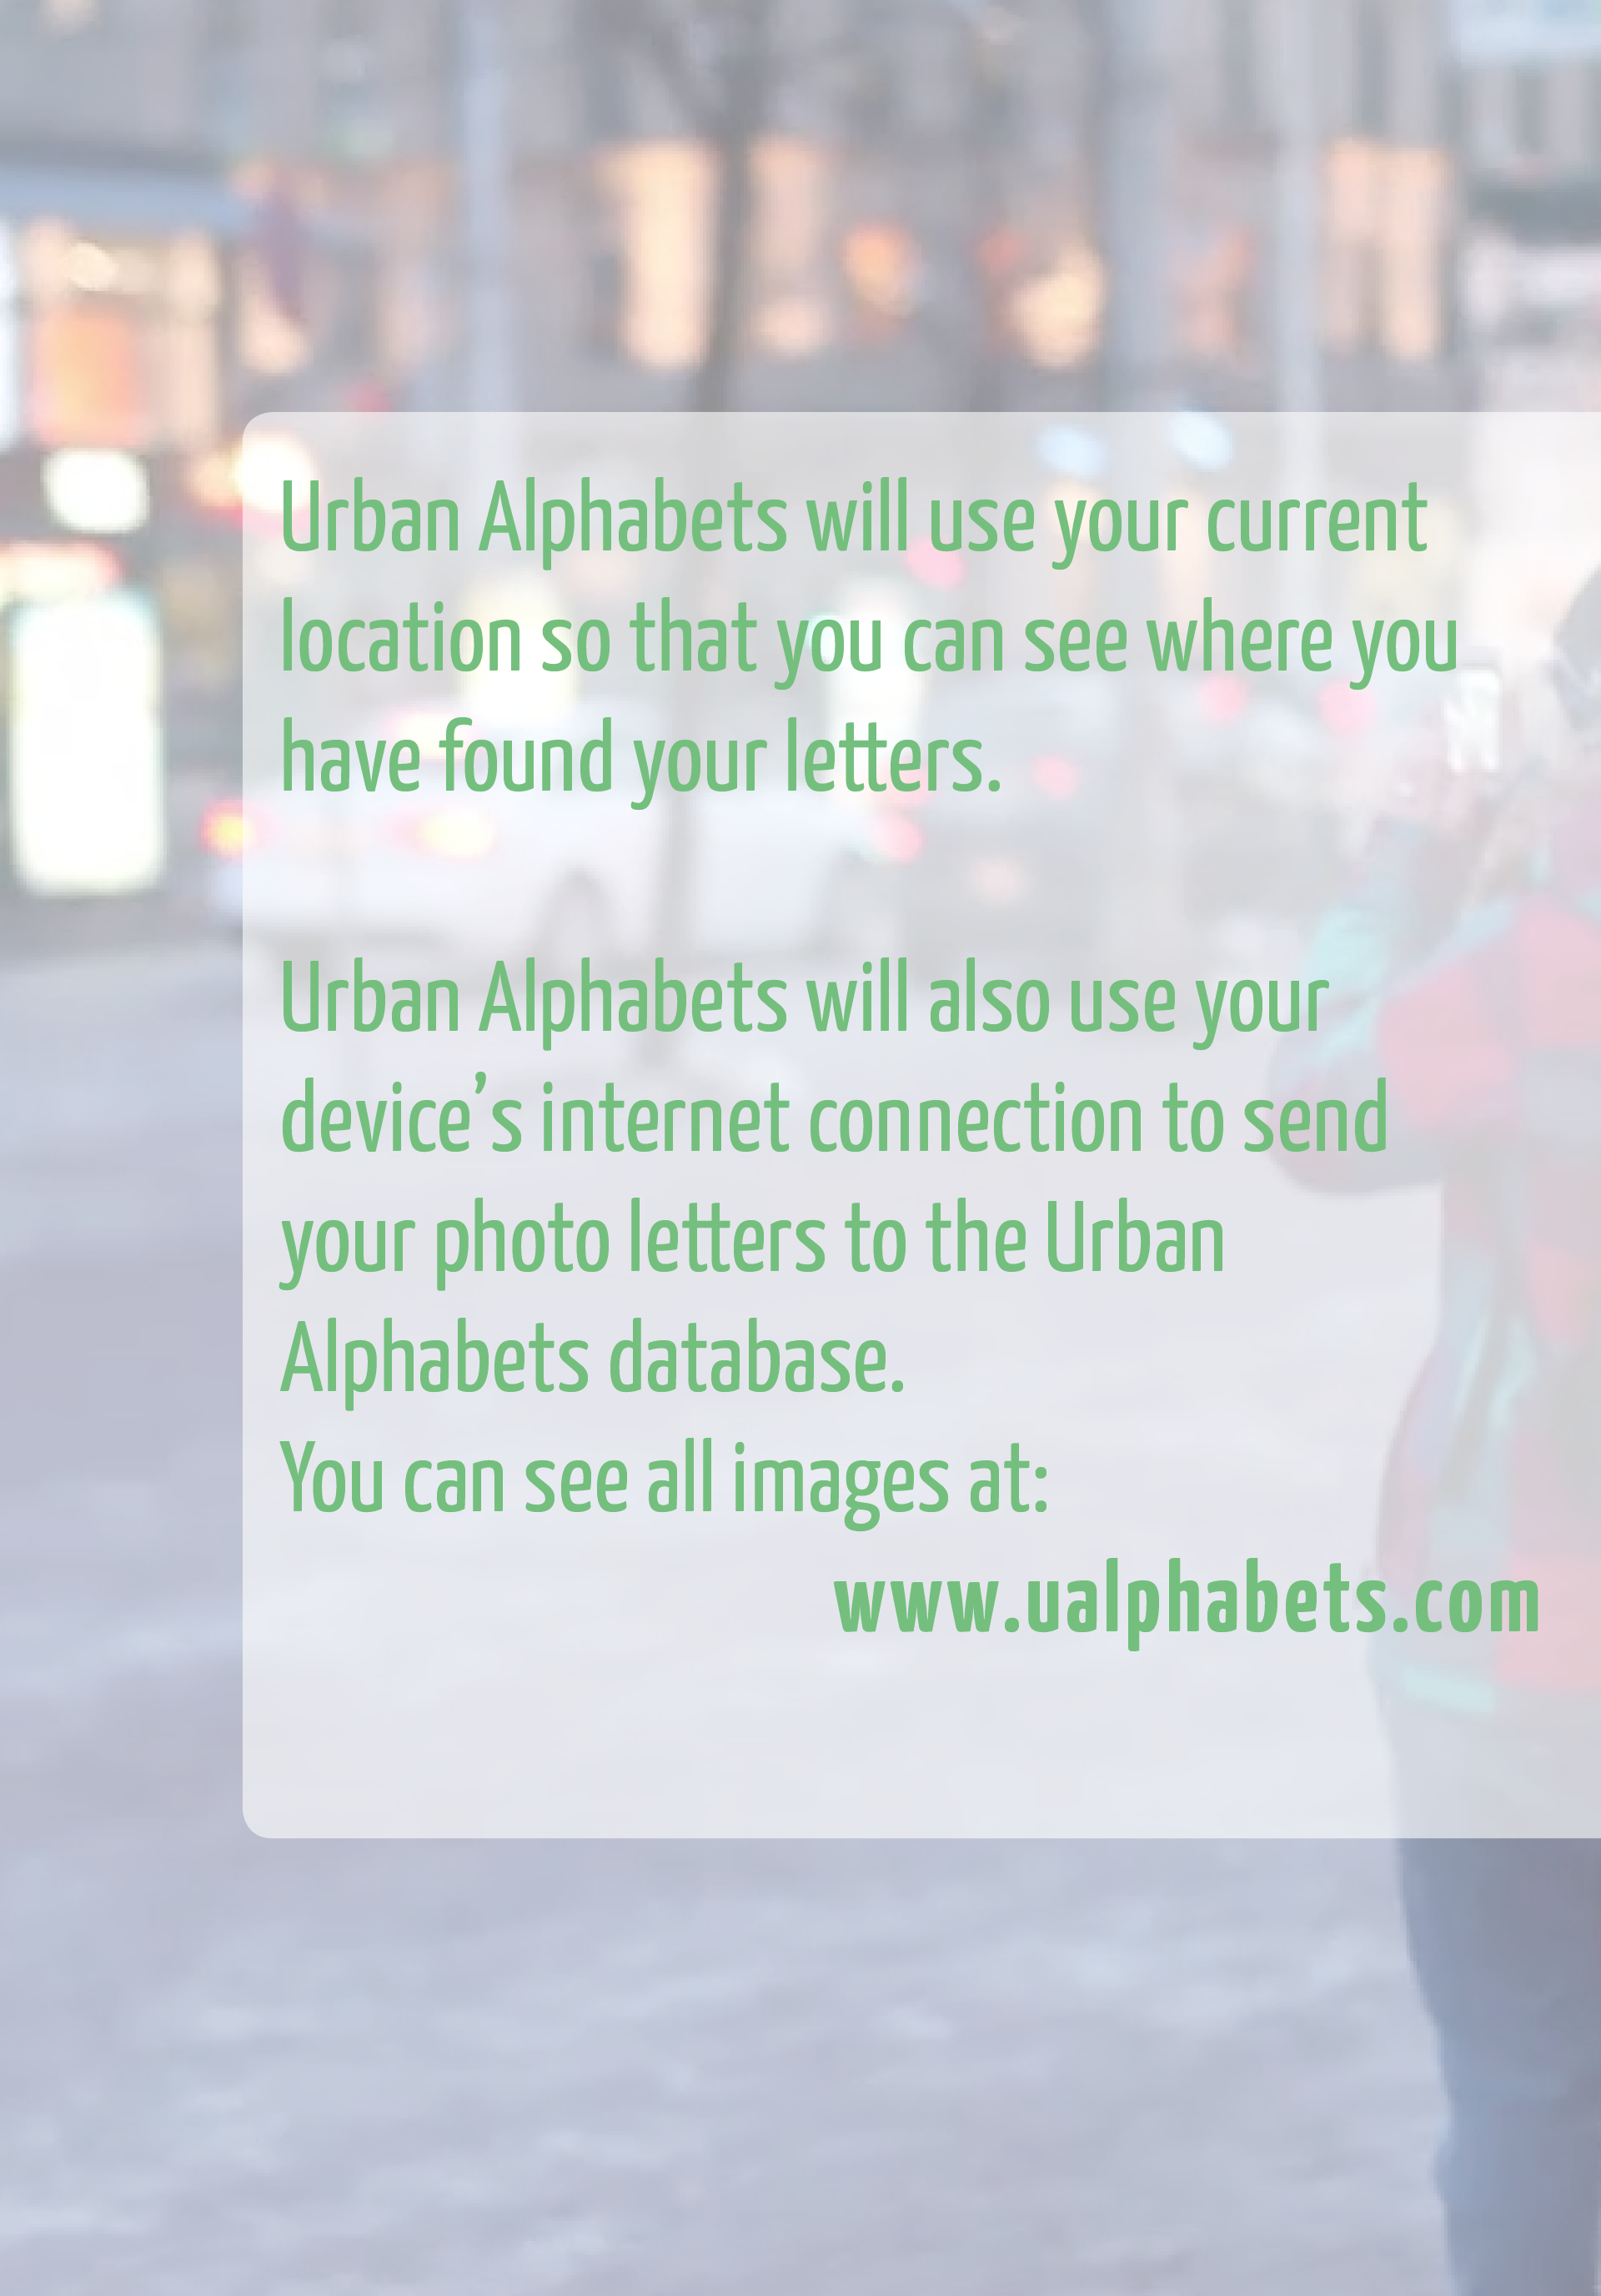 Urban Alphabets will use your current
location so that you can see where you
have found your letters.
Urban Alphabets will also use your
device’s internet connection to send
your photo letters to the Urban
Alphabets database.
You can see all images at:
www.ualphabets.com